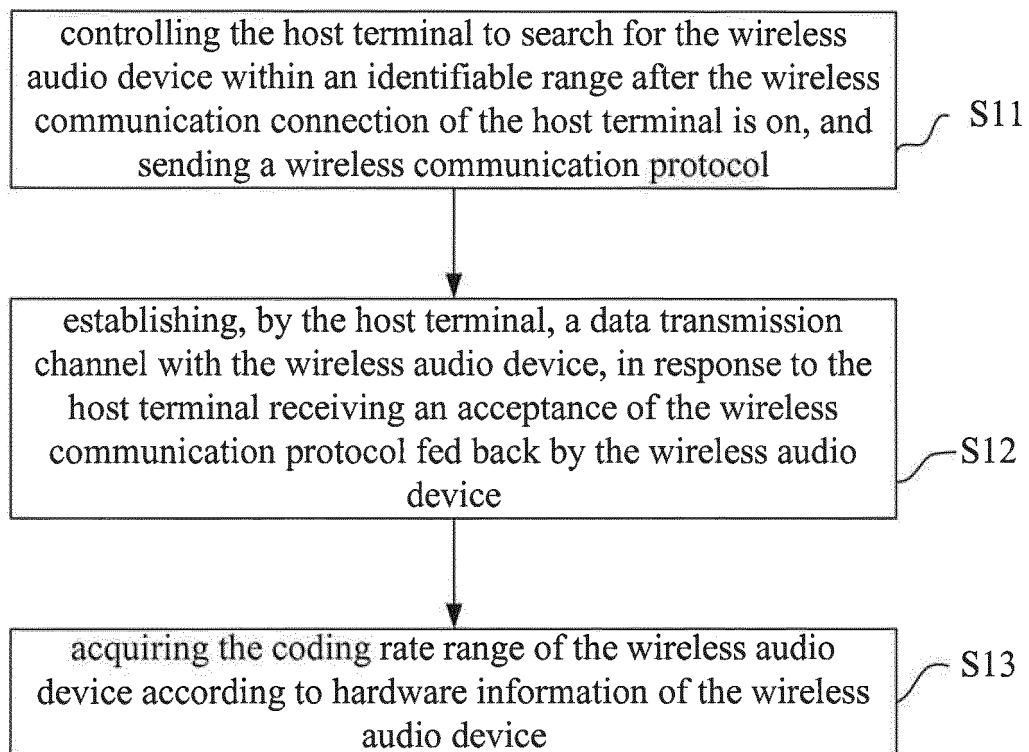 controlling the host terminal to search for the wireless
audio device within an identifiable range after the wireless
communication connection of the host terminal is on, and
sending a wireless communication protocol
S11
establishing, by the host terminal, a data transmission
channel with the wireless audio device, in response to the
host terminal receiving an acceptance of the wireless
communication protocol fed back by the wireless audio
device
S12
acquiring the coding rate range of the wireless audio
device according to hardware information of the wireless
audio device
S13